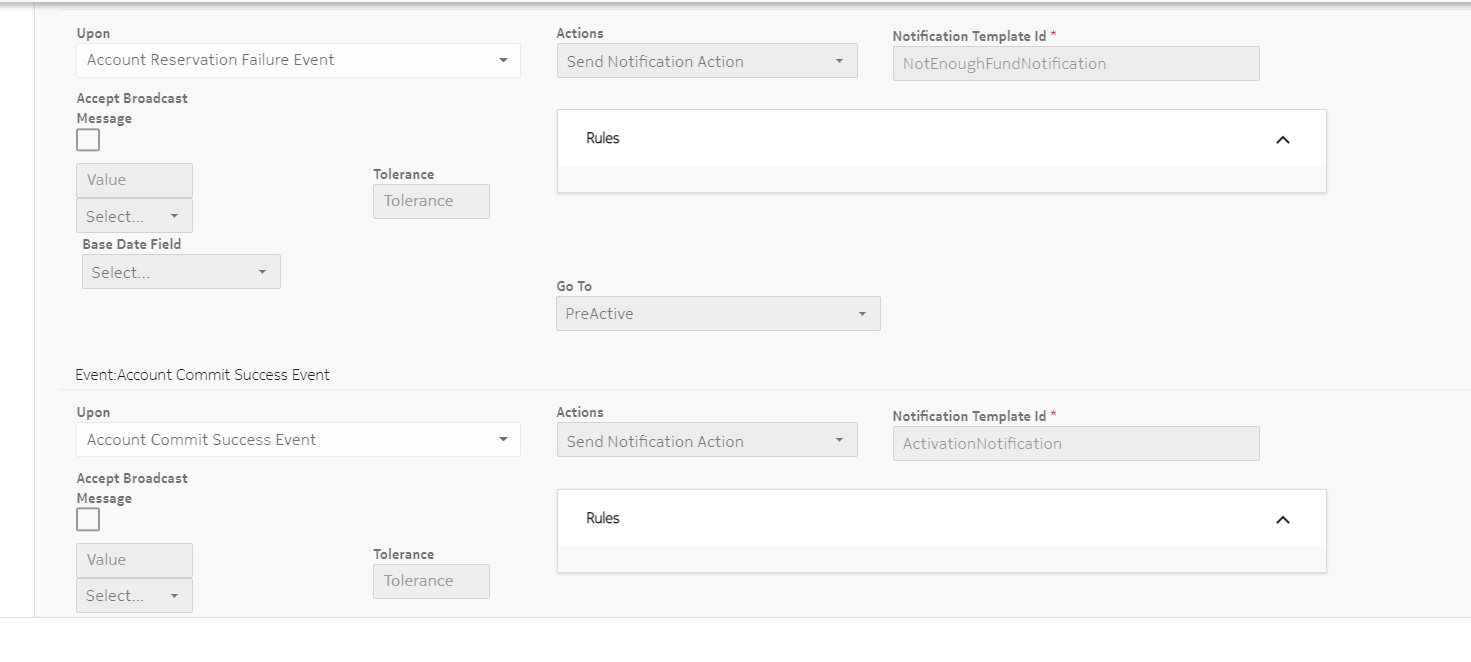 Upon
Actions
Notification Template Id *
Account Reservation Failure Event
Send Notification Action
NotEnoughFundNotification
Accept Broadcast
Message
Rules
Value
Tolerance
Tolerance
Select...
Base Date Field
Select...
Go To
PreActive
Event:Account Commit Success Event
Upon
Actions
Notification Template Id *
Account Commit Success Event
Send Notification Action
ActivationNotification
Accept Broadcast
Message
Rules
Value
Tolerance
Tolerance
Select...